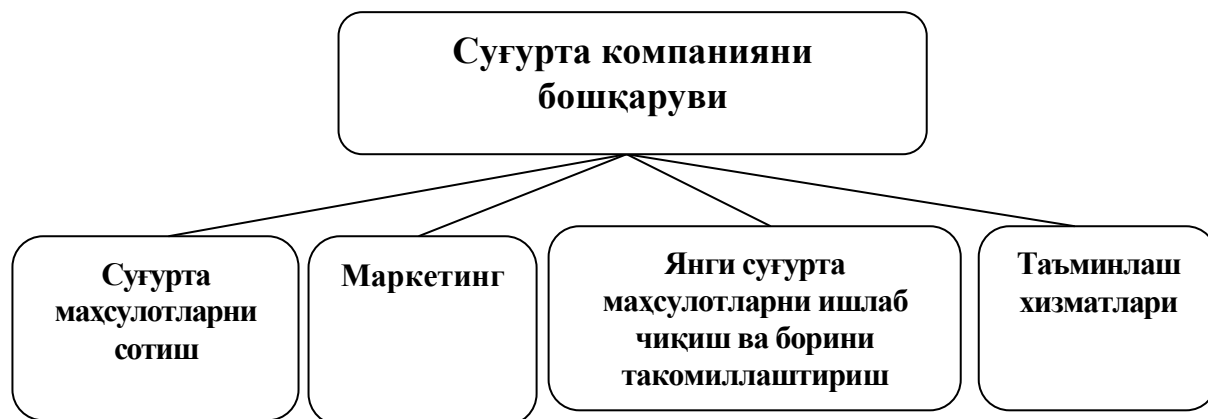 Суғурта компанияни
бошқаруви
Суғурта
маҳсулотларни
сотиш
Маркетинг
Янги суғурта
маҳсулотларни ишлаб
чиқиш ва борини
такомиллаштириш
Таъминлаш
хизматлари